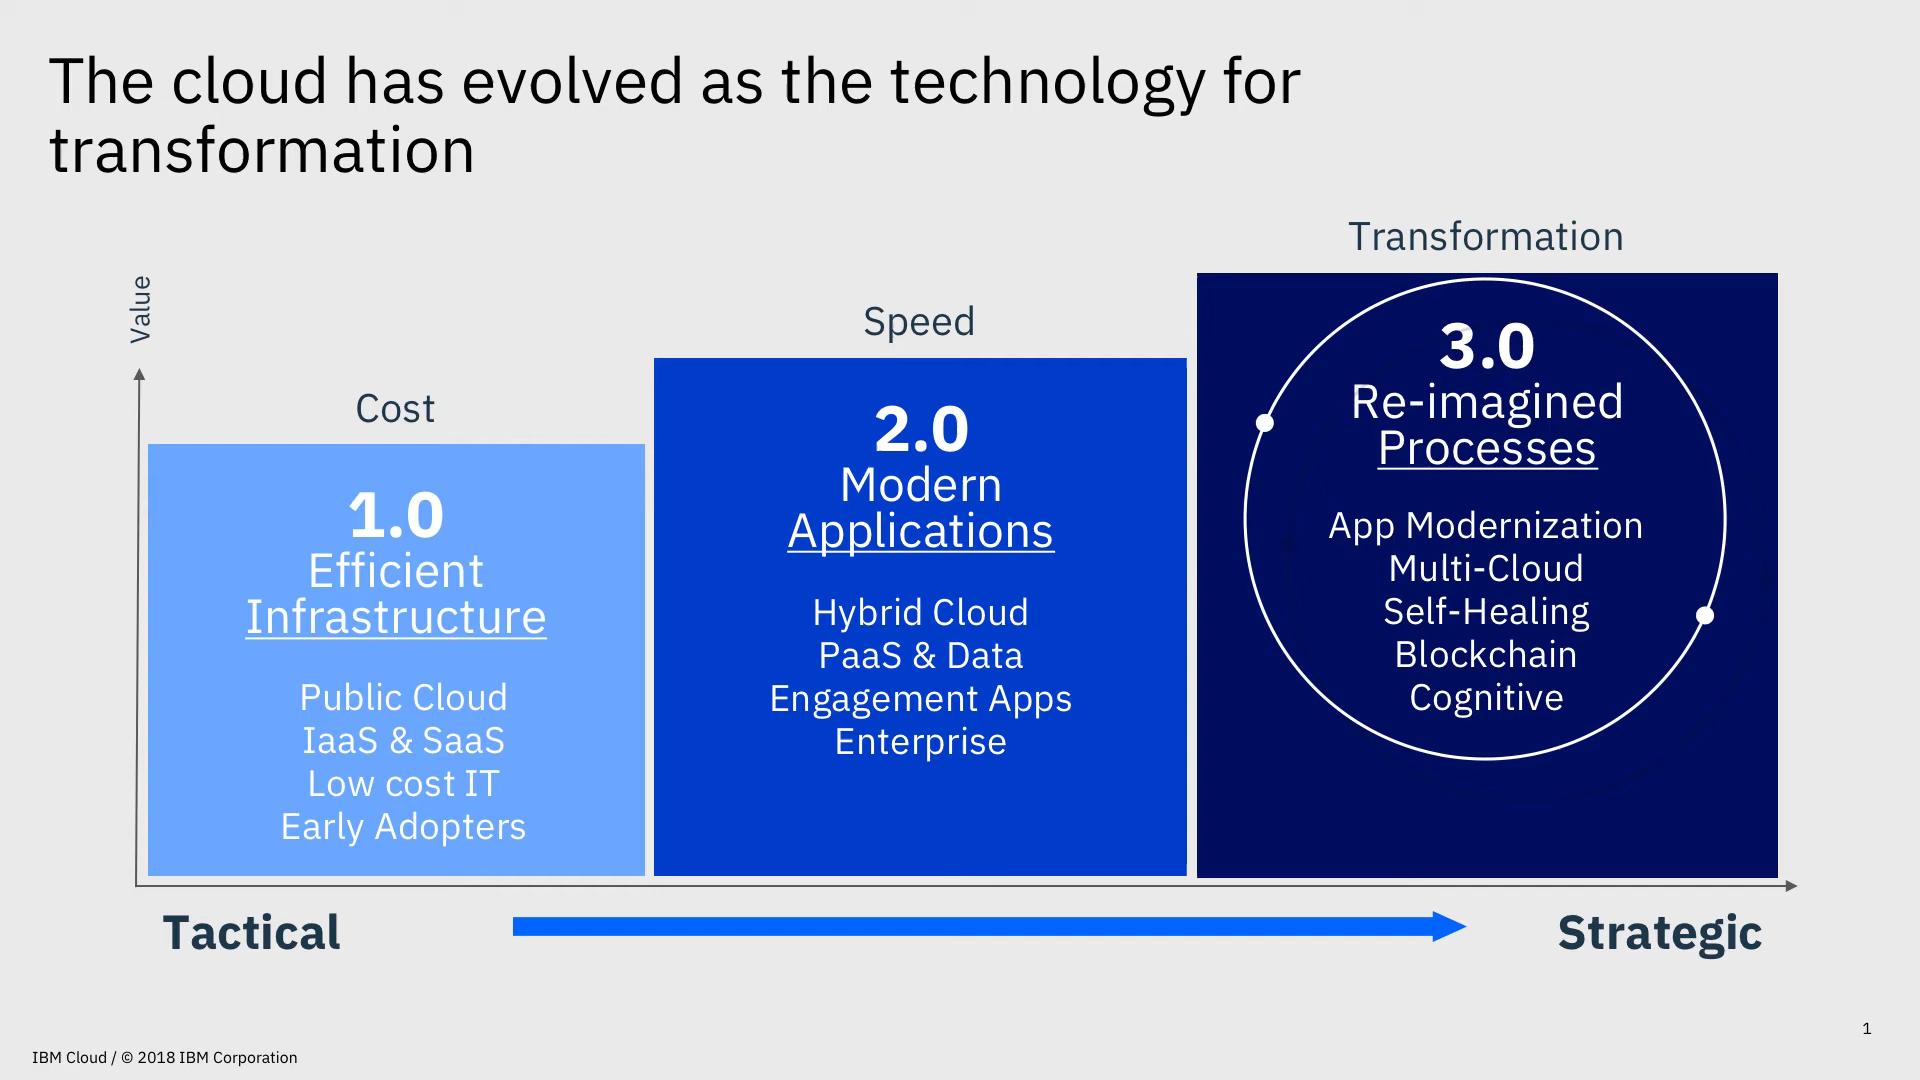 The cloud has evolved as the technology for
transformation
Value
Cost
1.0
Efficient
Infrastructure
Public Cloud
IaaS & SaaS
Low cost IT
Early Adopters
Speed
2.0
Modern
Applications
Hybrid Cloud
PaaS & Data
Engagement Apps
Enterprise
Transformation
3.0
Re-imagined
Processes
App Modernization
Multi-Cloud
Self-Healing
Blockchain
Cognitive
Tactical
Strategic
1
IBM Cloud / © 2018 IBM Corporation